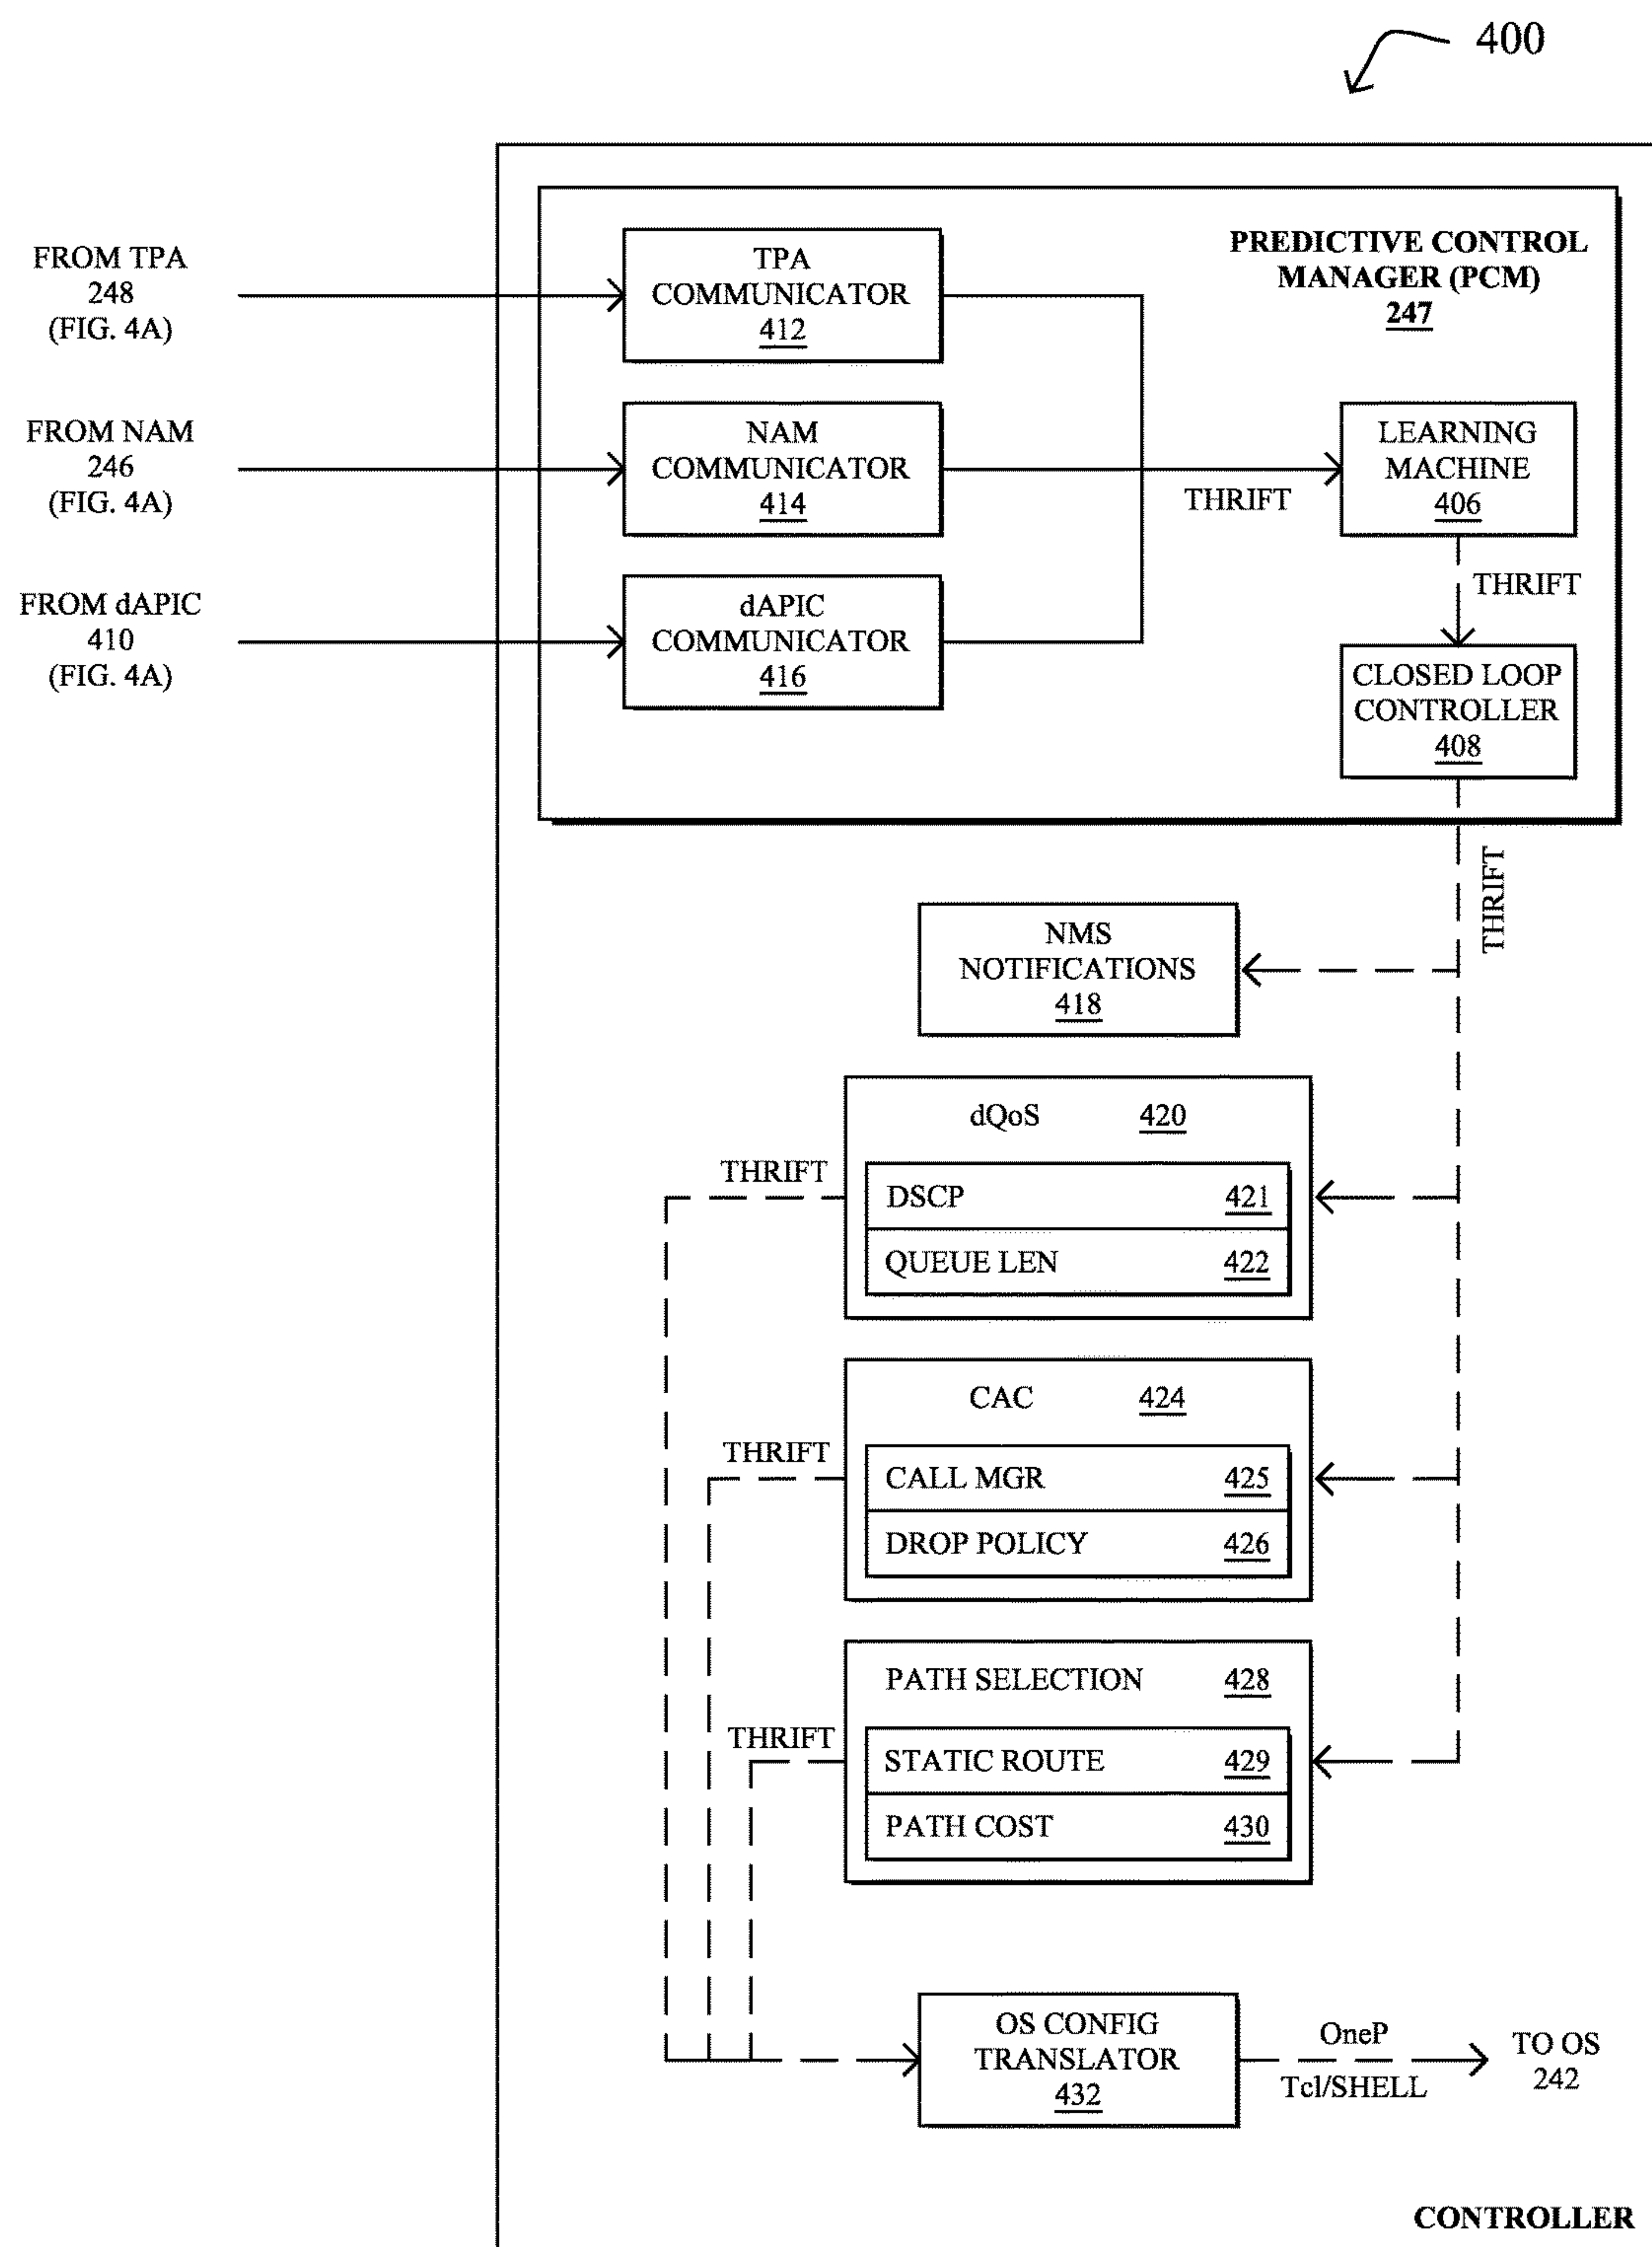 400
FROM TPA
248
(FIG. 4A)
TPA
COMMUNICATOR
412
PREDICTIVE CONTROL
MANAGER (PCM)
247
FROM NAM
246
(FIG. 4A)
NAM
COMMUNICATOR
414
THRIFT
LEARNING
MACHINE
406
THRIFT
FROM dAPIC
410
(FIG. 4A)
dAPIC
COMMUNICATOR
416
CLOSED LOOP
CONTROLLER
408
THRIFT
NMS
NOTIFICATIONS
418
dQoS 420
THRIFT
DSCP 421
QUEUE LEN 422
CAC 424
THRIFT
CALL MGR 425
DROP POLICY 426
PATH SELECTION 428
THRIFT
STATIC ROUTE 429
PATH COST 430
OS CONFIG
TRANSLATOR
432
OneP
Tcl/SHELL
TO OS
242
CONTROLLER